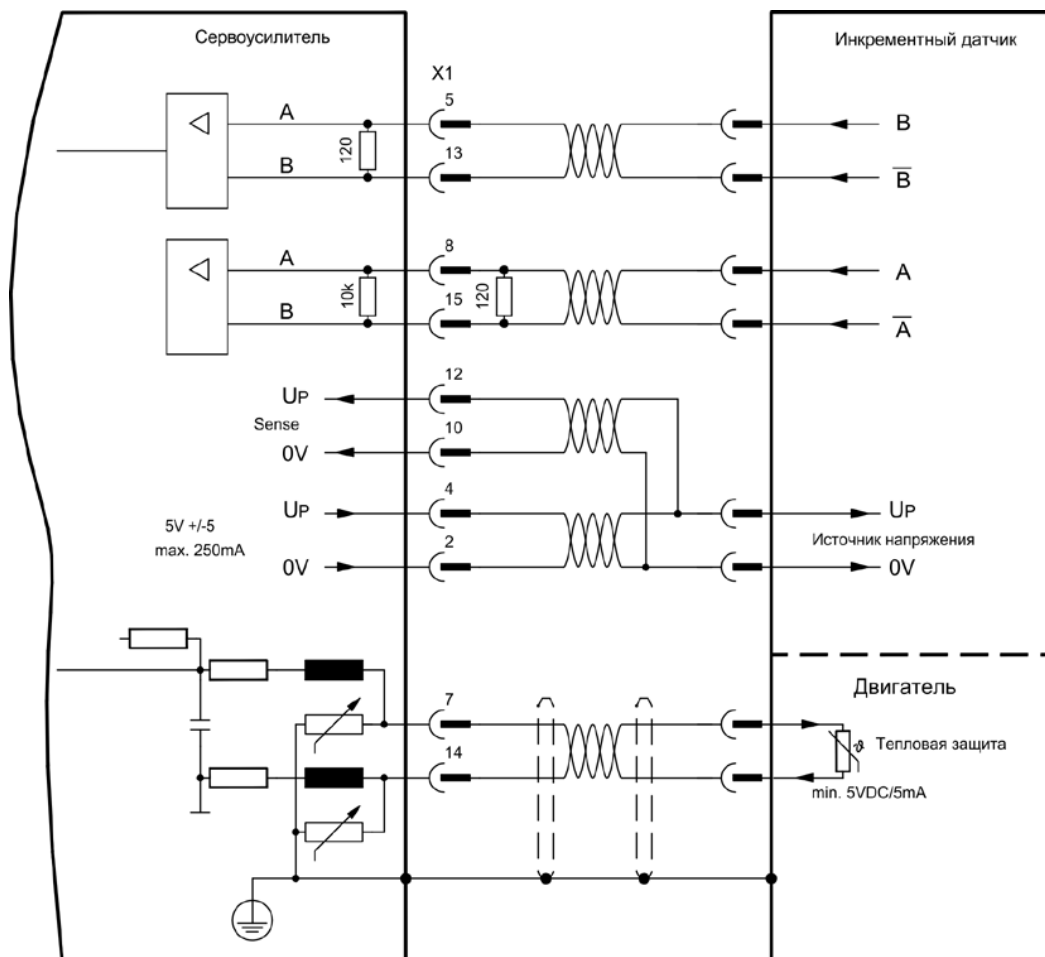 Сервоусилитель
Инкрементный датчик
X1
5
A
120
B
13
B
B̅
8
A
10k
120
A
15
B
A̅
12
UP
Sense
10
0V
4
UP
UP
5V +/-5
max. 250mA
Источник напряжения
2
0V
0V
Двигатель
7
ϑ
Тепловая защита
14
min. 5VDC/5mA